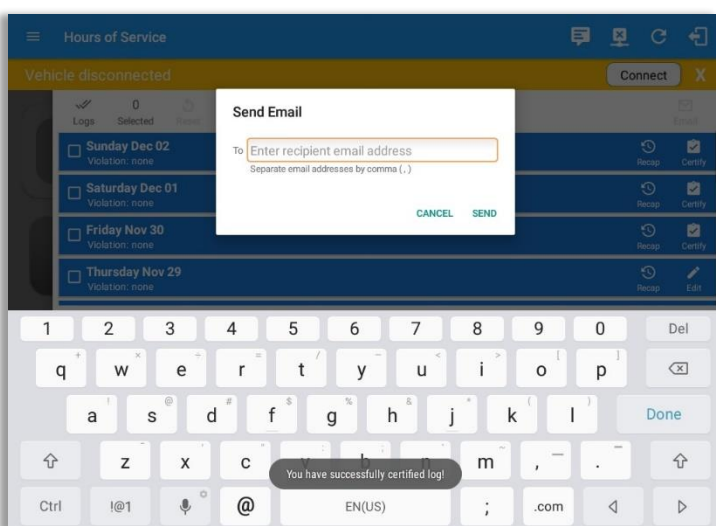 Hours of Service
Vehicle disconnected
Connect X
Logs
0
Selected
Reset
Email
Send Email
To Enter recipient email address
Separate email addresses by comma ( , )
CANCEL SEND
Sunday Dec 02
Violation: none
Recap Certify
Saturday Dec 01
Violation: none
Recap Certify
Friday Nov 30
Violation: none
Recap Certify
Thursday Nov 29
Violation: none
Recap Edit
1 2 3 4 5 6 7 8 9 0 Del
q w e r t y u i o p
a s d f g h j k l Done
z x c v b n m , .
You have successfully certified log!
Ctrl !@1 @ EN(US) ; .com